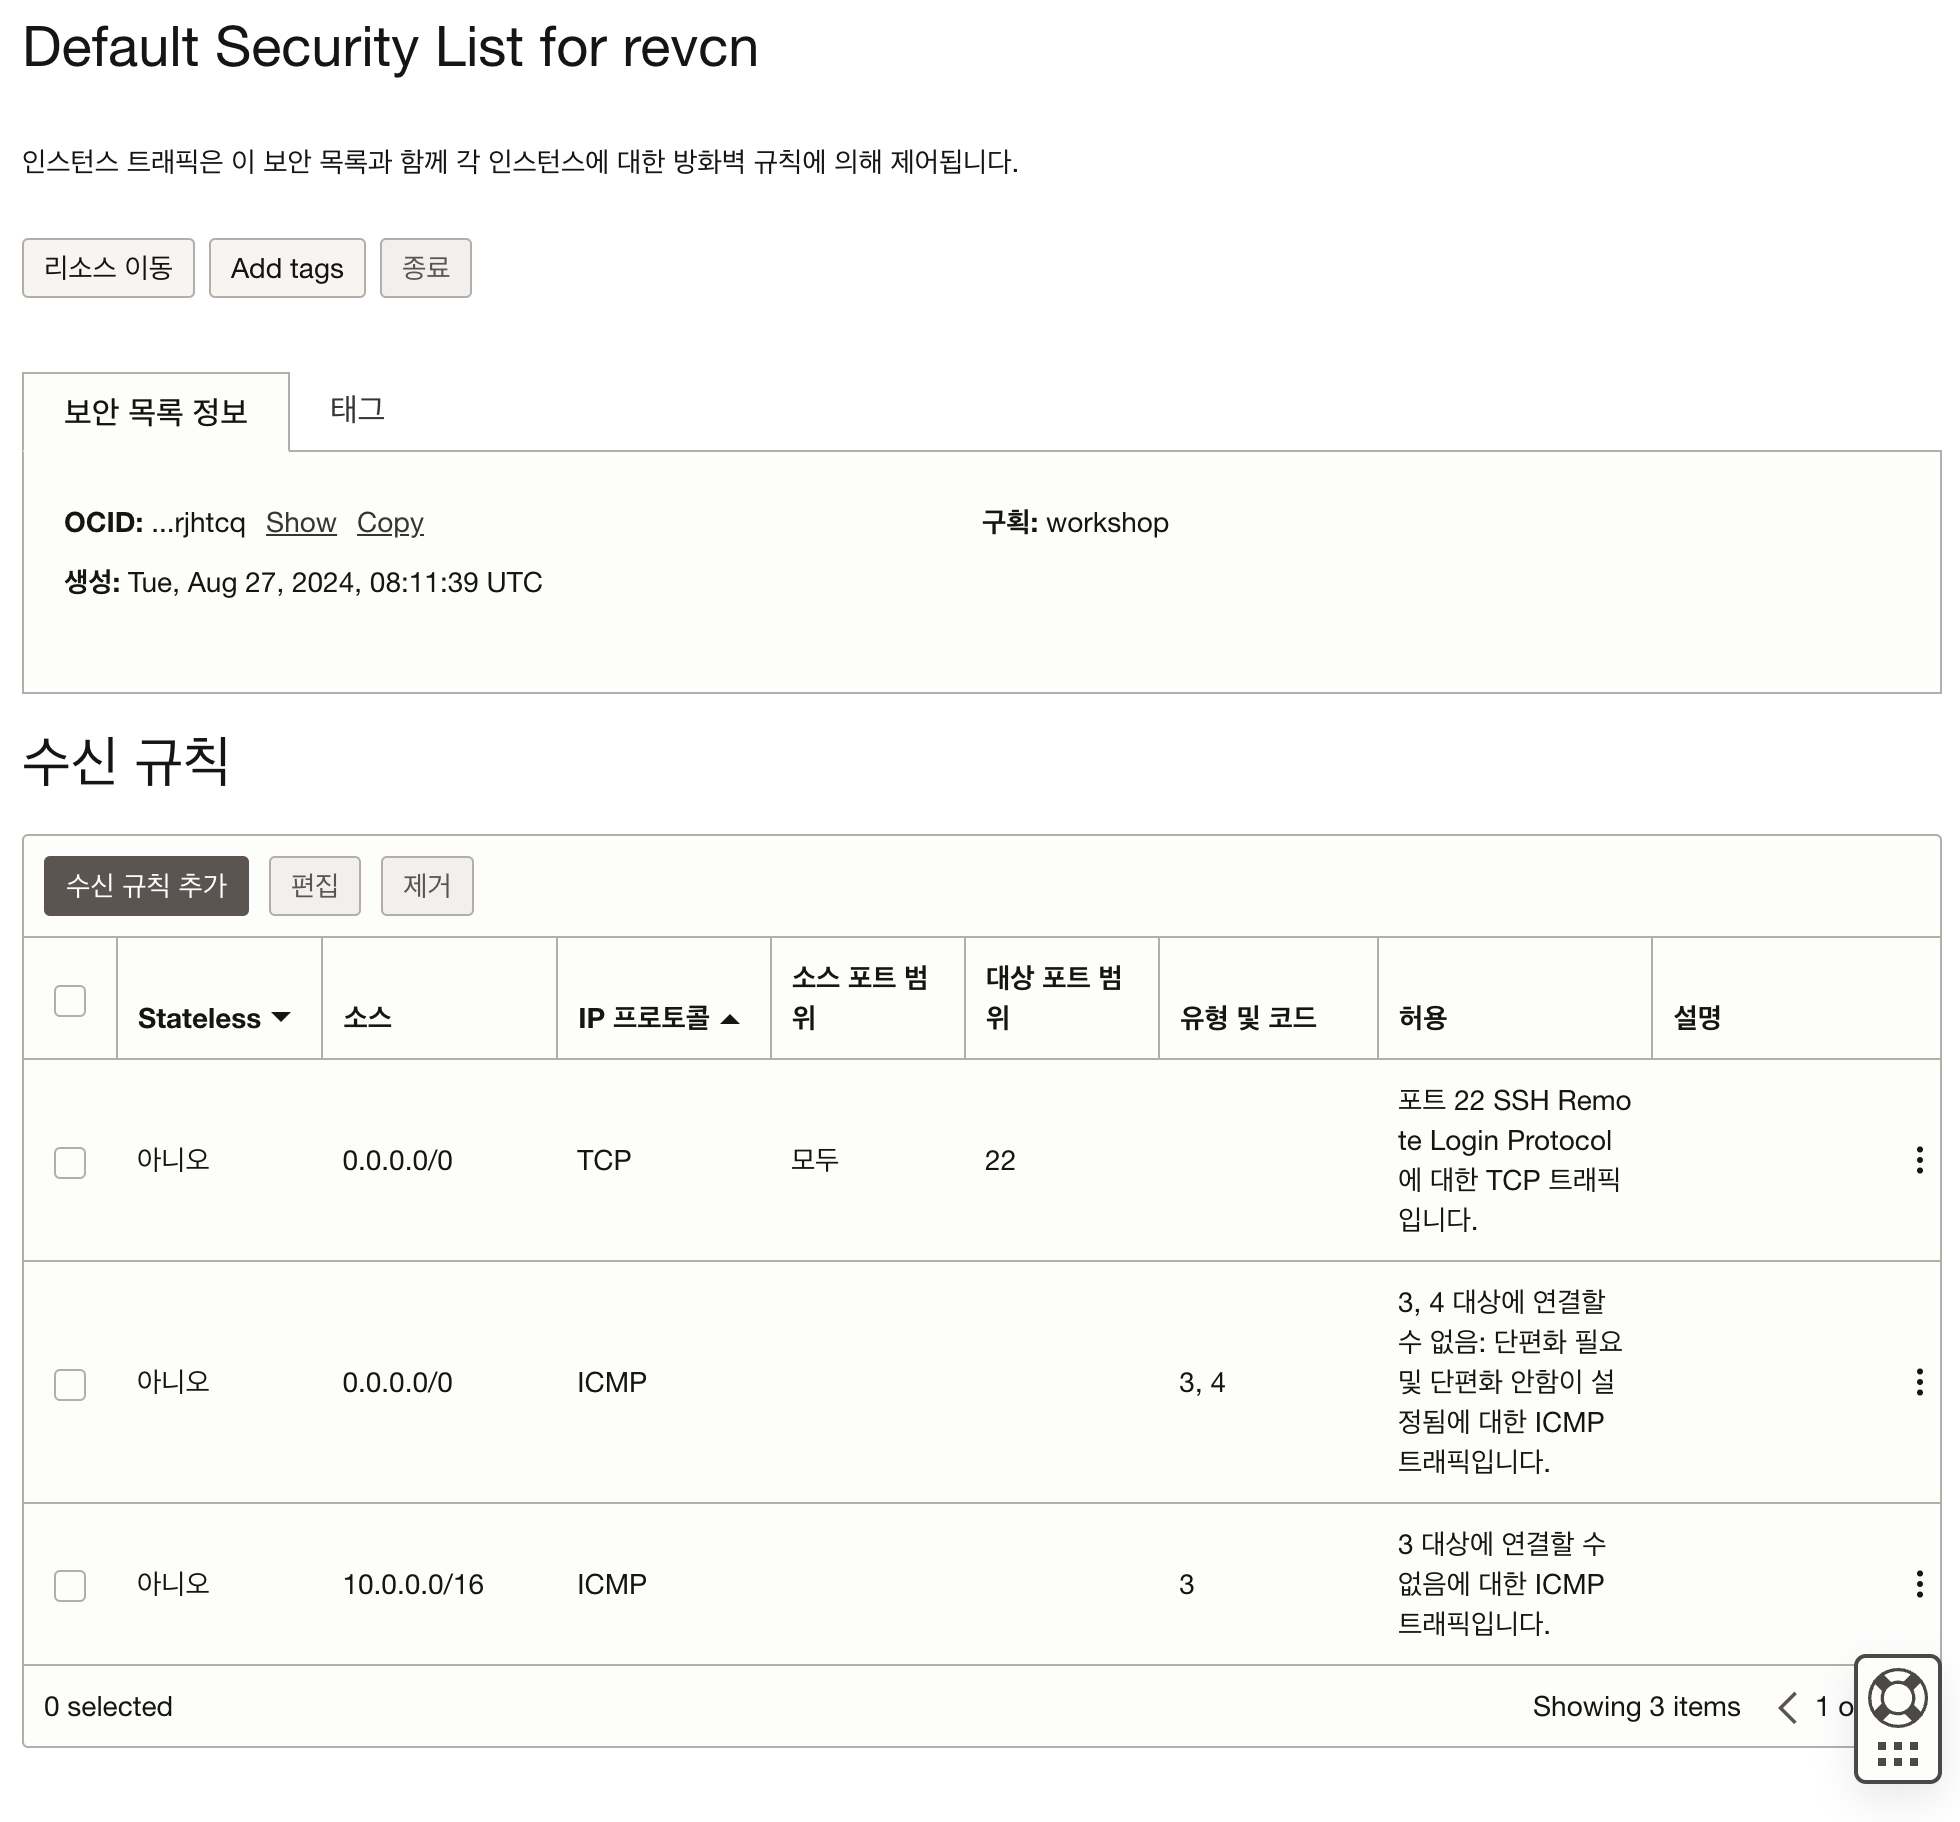 Default Security List for revcn
인스턴스 트래픽은 이 보안 목록과 함께 각 인스턴스에 대한 방화벽 규칙에 의해 제어됩니다.
리소스 이동 Add tags 종료
보안 목록 정보 태그
OCID: ...rjhtcq Show Copy 구획: workshop
생성: Tue, Aug 27, 2024, 08:11:39 UTC
수신 규칙
수신 규칙 추가 편집 제거
Stateless 소스 IP 프로토콜 소스 포트 범
위 대상 포트 범
위 유형 및 코드 허용 설명
아니오 0.0.0.0/0 TCP 모두 22 포트 22 SSH Remo
te Login Protocol
에 대한 TCP 트래픽
입니다.
아니오 0.0.0.0/0 ICMP 3, 4 3, 4 대상에 연결할
수 없음: 단편화 필요
및 단편화 안함이 설
정됨에 대한 ICMP
트래픽입니다.
아니오 10.0.0.0/16 ICMP 3 3 대상에 연결할 수
없음에 대한 ICMP
트래픽입니다.
0 selected Showing 3 items 1 o